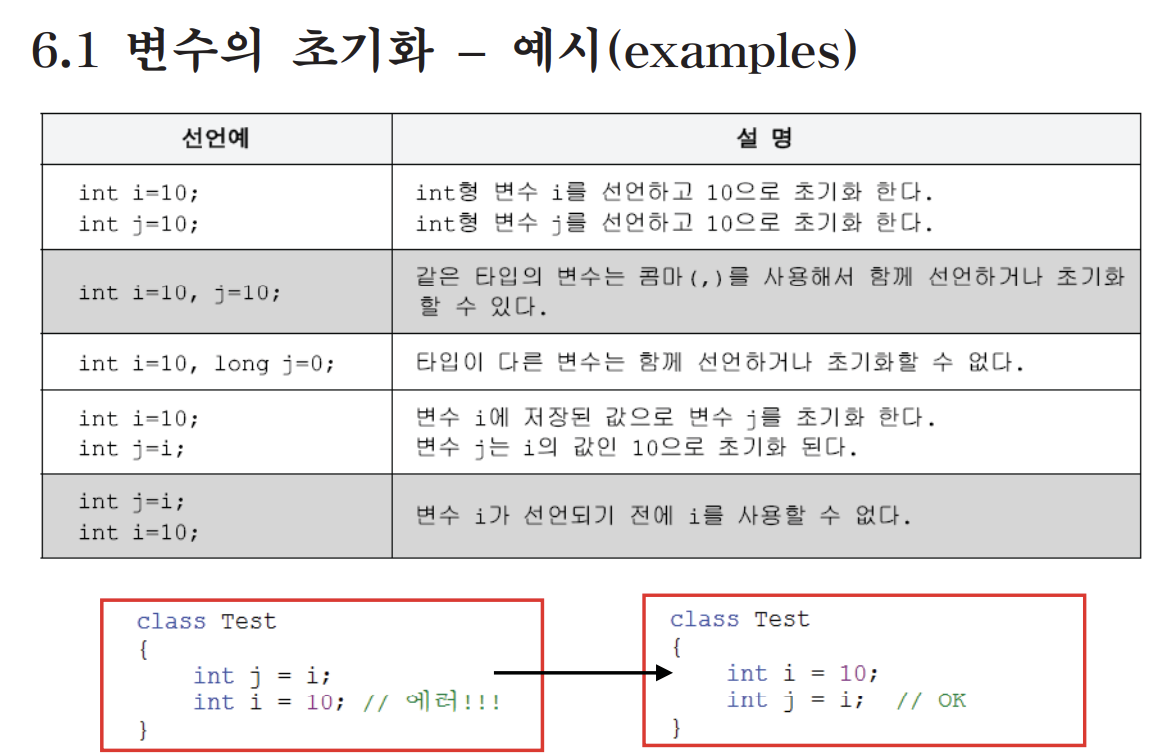 6.1 변수의 초기화 – 예시(examples)
선언예
설 명
int i=10;
int j=10;
int형 변수 i를 선언하고 10으로 초기화 한다.
int형 변수 j를 선언하고 10으로 초기화 한다.
int i=10, j=10;
같은 타입의 변수는 콤마(,)를 사용해서 함께 선언하거나 초기화
할 수 있다.
int i=10, long j=0;
타입이 다른 변수는 함께 선언하거나 초기화할 수 없다.
int i=10;
int j=i;
변수 i에 저장된 값으로 변수 j를 초기화 한다.
변수 j는 i의 값인 10으로 초기화 된다.
int j=i;
int i=10;
변수 i가 선언되기 전에 i를 사용할 수 없다.
class Test
{
int j = i;
int i = 10; // 에러!!!
}
class Test
{
int i = 10;
int j = i;  // OK
}